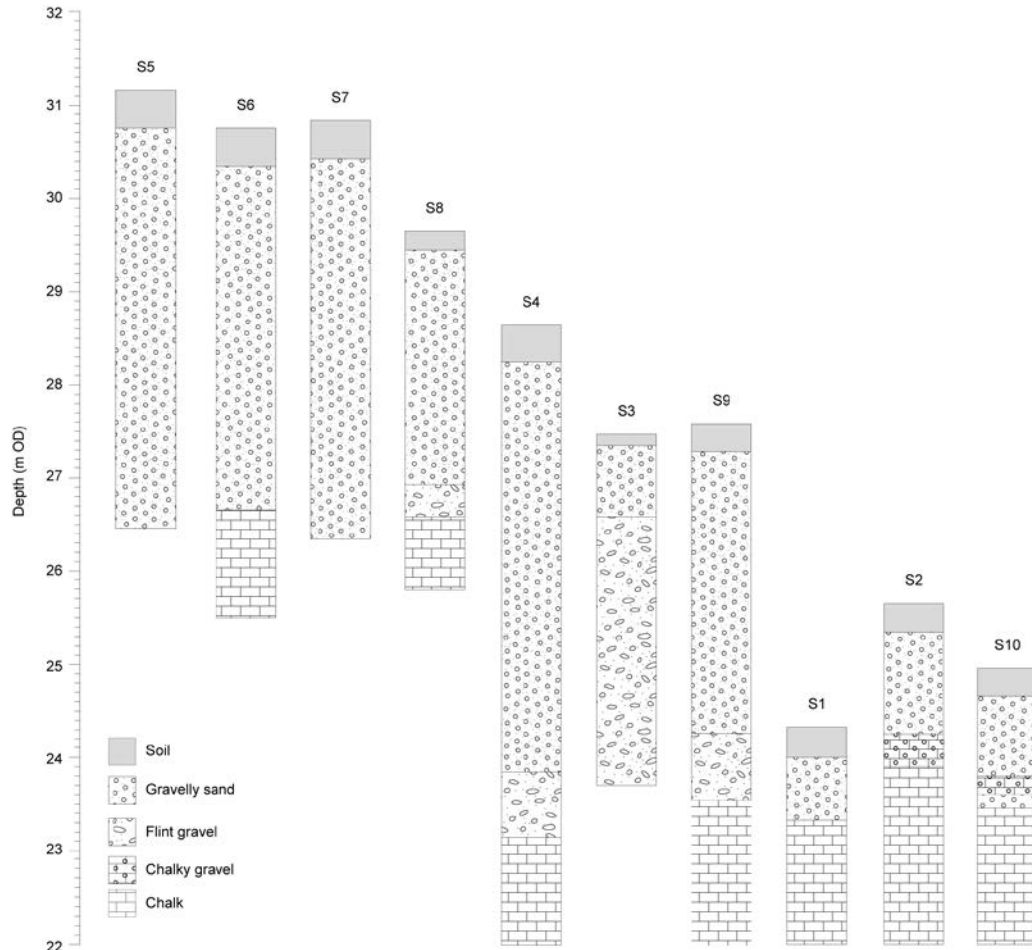 32
S5
31
S6
S7
30
S8
29
S4
28
S3
S9
27
Depth (m OD)
26
S2
25
S10
S1
24
Soil
Gravelly sand
Flint gravel
23
Chalky gravel
Chalk
22